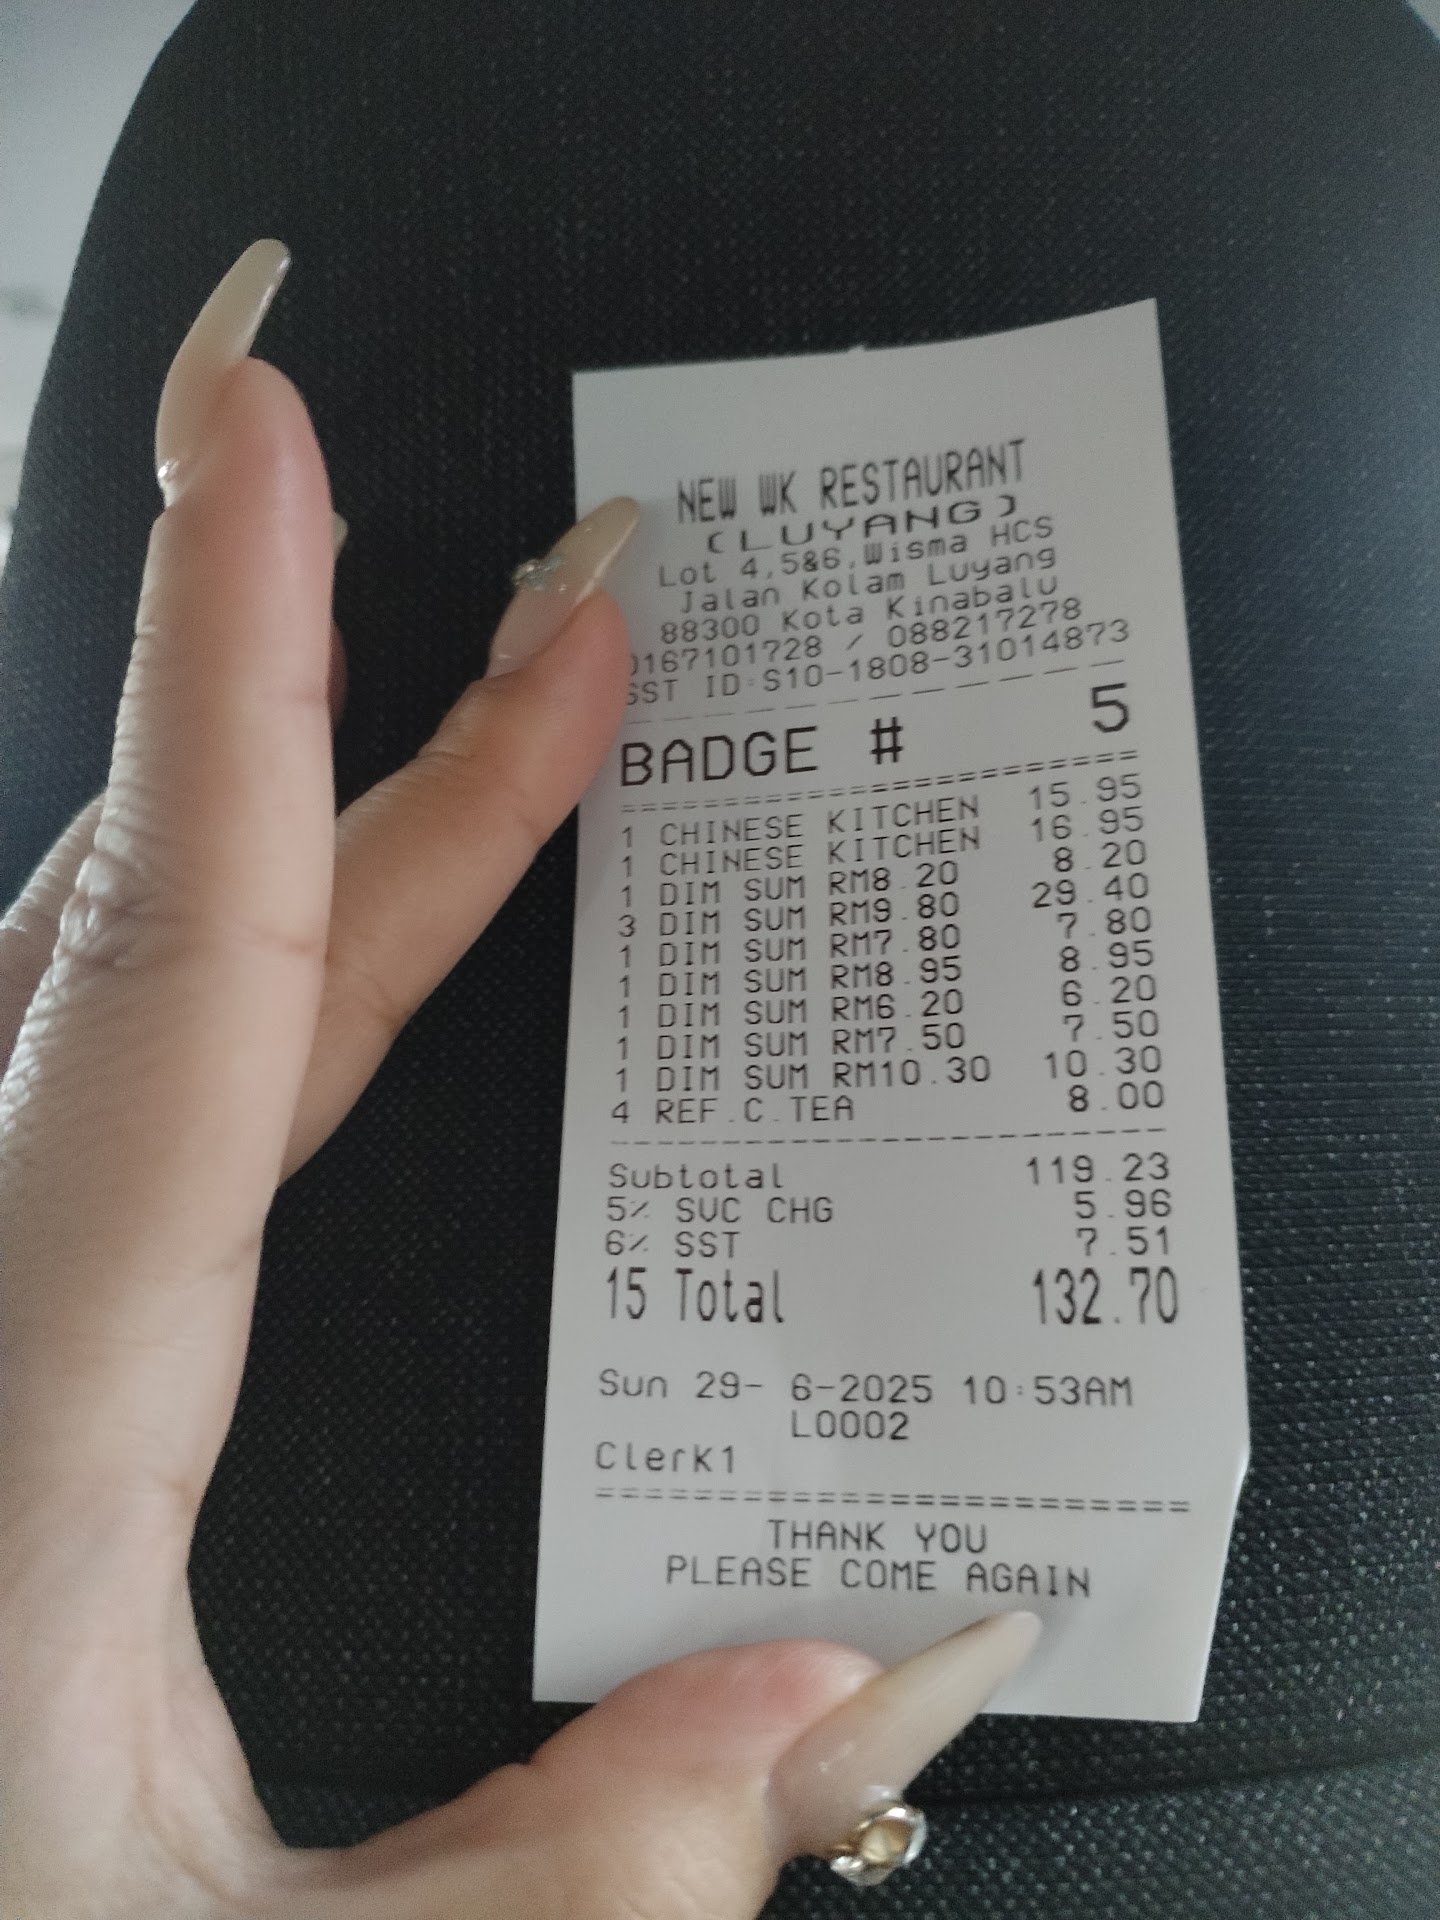 NEW WK RESTAURANT
(LUYANG)
Lot 4,5&6,Wisma HCS
Jalan Kolam Luyang
88300 Kota Kinabalu
0167101728 / 088217278
SST ID:S10-1808-31014873
BADGE # 5
1 CHINESE KITCHEN 15.95
1 CHINESE KITCHEN 16.95
1 DIM SUM RM8.20 8.20
3 DIM SUM RM9.80 29.40
1 DIM SUM RM7.80 7.80
1 DIM SUM RM8.95 8.95
1 DIM SUM RM6.20 6.20
1 DIM SUM RM7.50 7.50
1 DIM SUM RM10.30 10.30
4 REF.C.TEA 8.00
Subtotal 119.23
5% SVC CHG 5.96
6% SST 7.51
15 Total 132.70
Sun 29- 6-2025 10:53AM
L0002
Clerk1
THANK YOU
PLEASE COME AGAIN